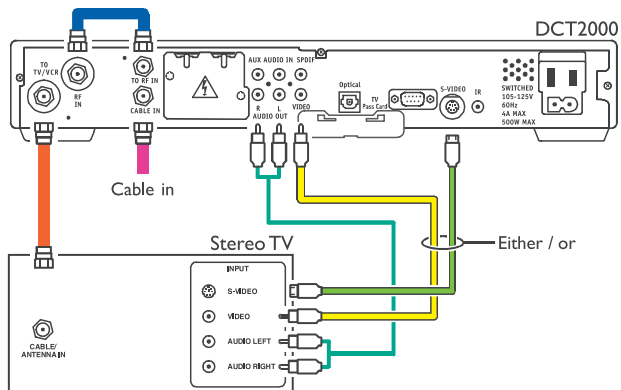 DCT2000
TO
TV/VCR
RF
IN
TO RF IN
CABLE IN
AUX AUDIO IN SPDIF
R L VIDEO
AUDIO OUT
Optical
TV
Pass Card
S-VIDEO
IR
SWITCHED
105-125V
60Hz
4A MAX
500W MAX
Cable in
Either / or
Stereo TV
INPUT
S-VIDEO
VIDEO
AUDIO LEFT
AUDIO RIGHT
CABLE/
ANTENNA IN